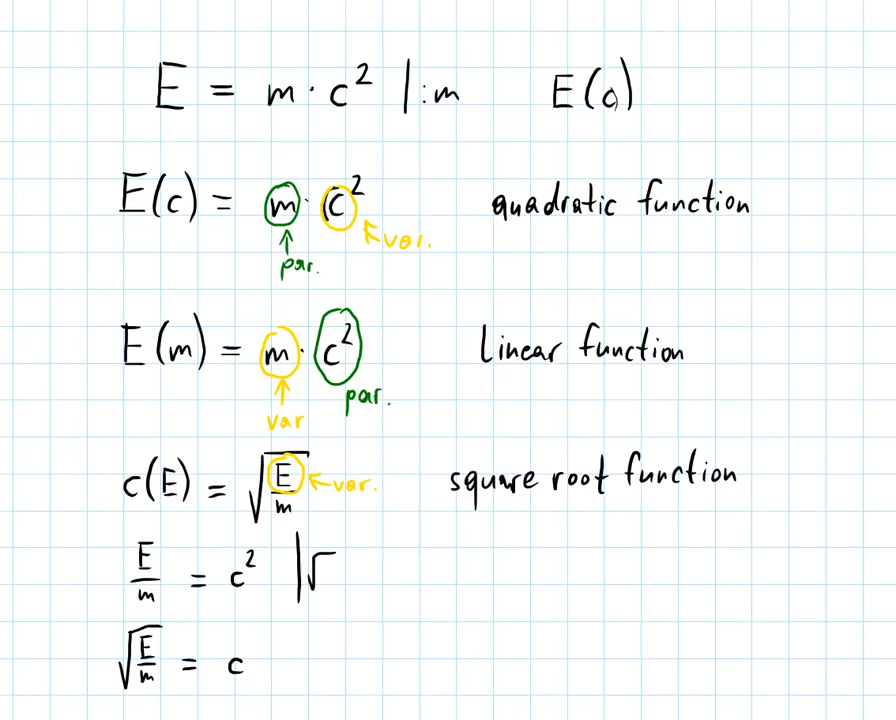 E = m · c² | :m E(c)
E(c) = m · c² quadratic function
← var.
↑
par.
E(m) = m · c² linear function
↑ par.
var
c(E) = √(E/m) ← var. square root function
E/m = c² | √
√(E/m) = c